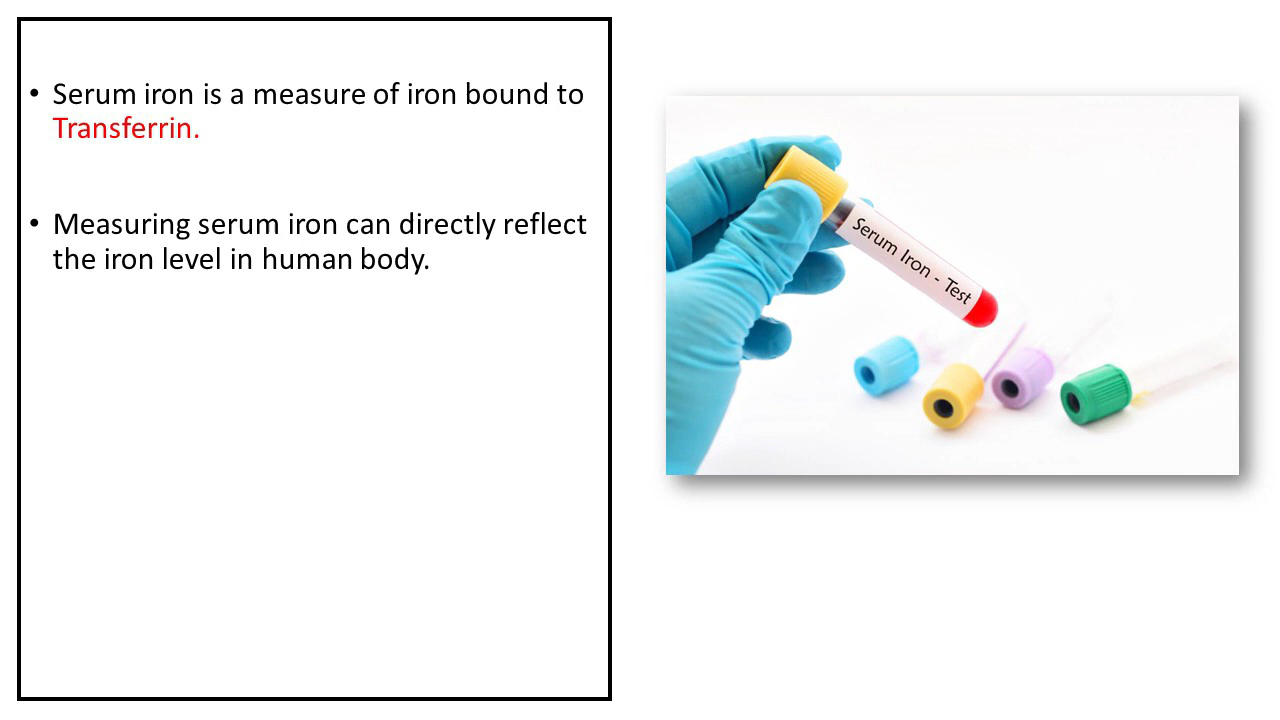 • Serum iron is a measure of iron bound to
Transferrin.
• Measuring serum iron can directly reflect
the iron level in human body.
Serum Iron - Test